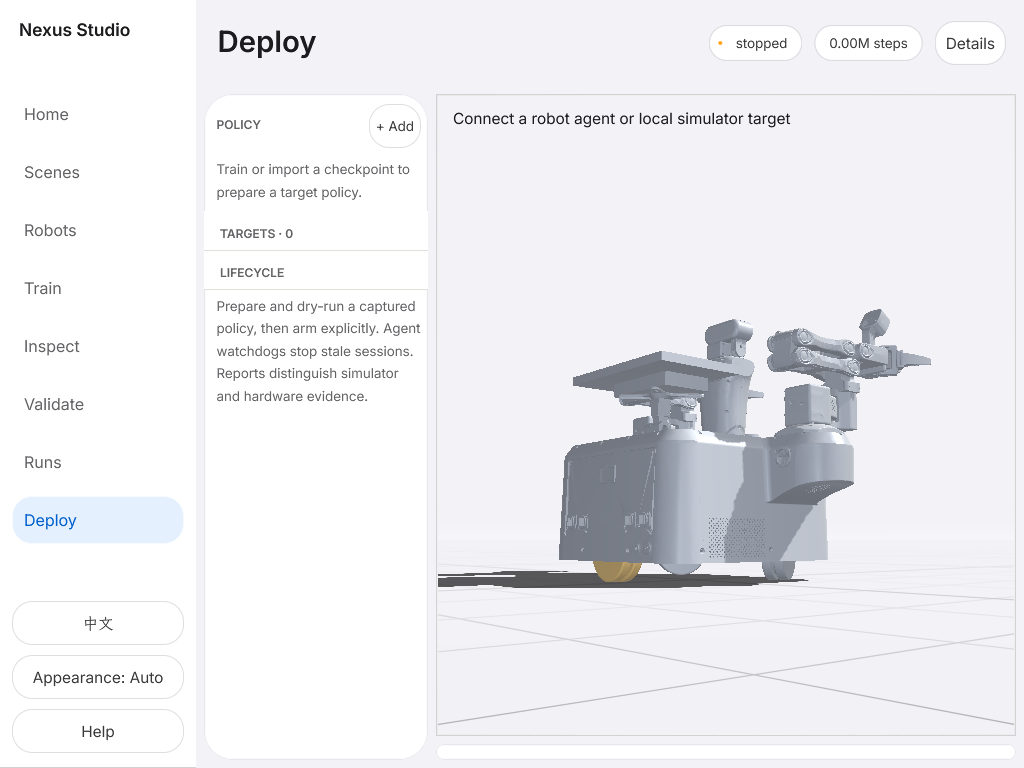 Nexus Studio
Home
Scenes
Robots
Train
Inspect
Validate
Runs
Deploy
中文
Appearance: Auto
Help
Deploy
stopped
0.00M steps
Details
POLICY
+ Add
Train or import a checkpoint to
prepare a target policy.
TARGETS · 0
LIFECYCLE
Prepare and dry-run a captured
policy, then arm explicitly. Agent
watchdogs stop stale sessions.
Reports distinguish simulator
and hardware evidence.
Connect a robot agent or local simulator target